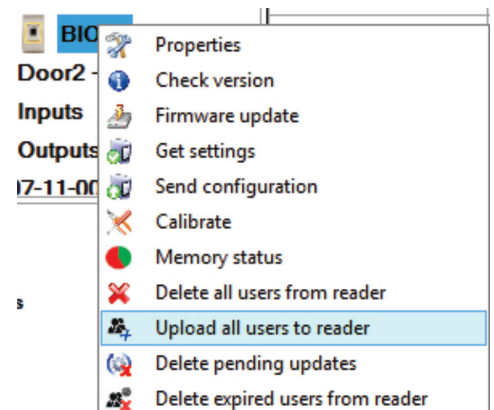 BIO
Properties
Door2 -
Check version
Inputs
Firmware update
Outputs
Get settings
07-11-00
Send configuration
Calibrate
Memory status
Delete all users from reader
s
Upload all users to reader
Delete pending updates
Delete expired users from reader